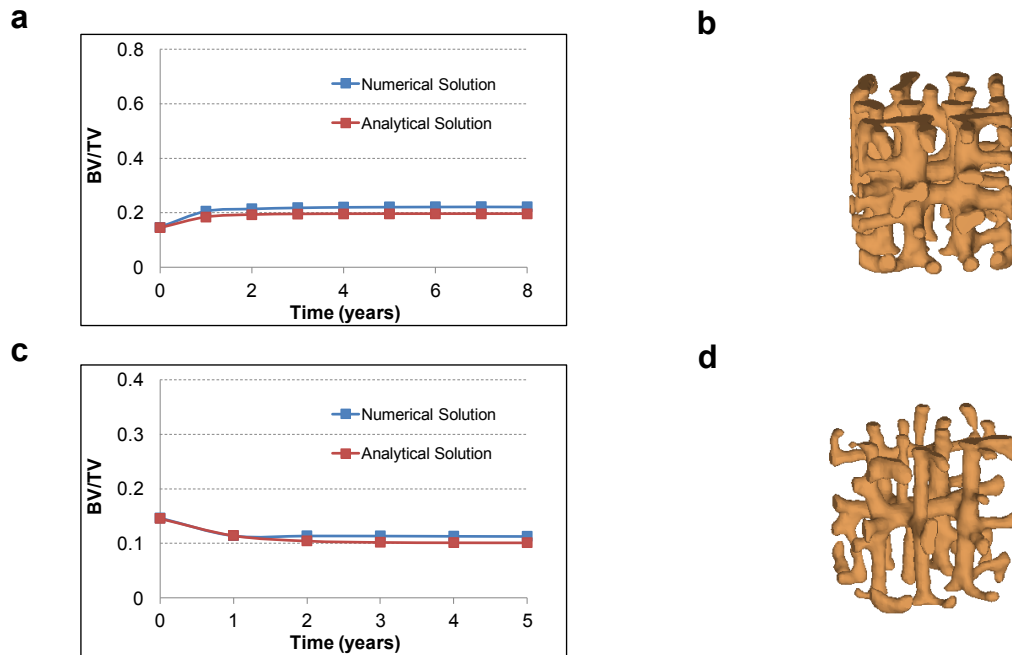 a
b
0.8
0.6
0.4
0.2
0
BV/TV
Numerical Solution
Analytical Solution
0 2 4 6 8
Time (years)
c
d
0.4
0.3
0.2
0.1
0
BV/TV
Numerical Solution
Analytical Solution
0 1 2 3 4 5
Time (years)